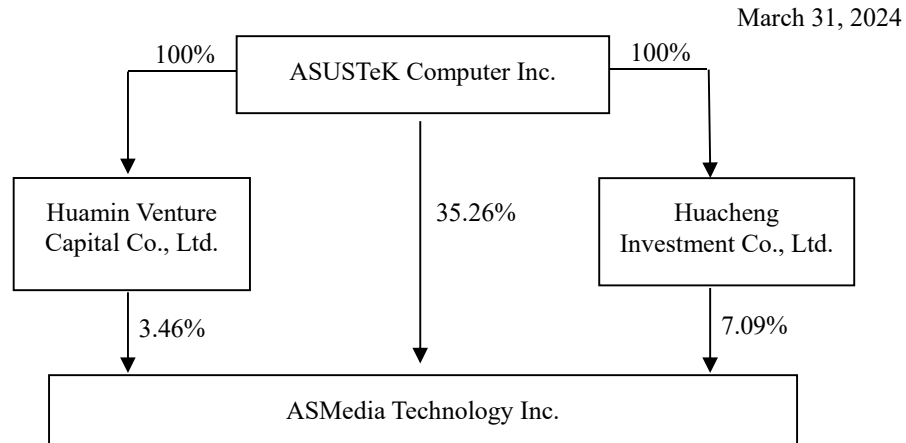 March 31, 2024
100%
ASUSTeK Computer Inc.
100%
Huamin Venture
Capital Co., Ltd.
35.26%
Huacheng
Investment Co., Ltd.
3.46%
7.09%
ASMedia Technology Inc.